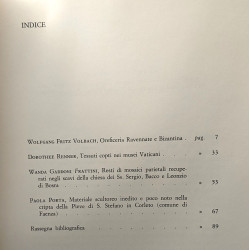 INDICE
WOLFGANG FRITZ VOLBACH, Oreficeria Ravennate e Bizantina . pag. 7
DOROTHEE RENNER, Tessuti copti nei musei Vaticani » 33
WANDA GADDONI FRATTINI, Resti di mosaici parietali recupe-
rati negli scavi della chiesa dei Ss. Sergio, Bacco e Leonzio
di Bosra » 55
PAOLA PORTA, Materiale scultoreo inedito o poco noto nella
cripta della Pieve di S. Stefano in Corleto (comune di
Faenza) » 67
Rassegna bibliografica » 89